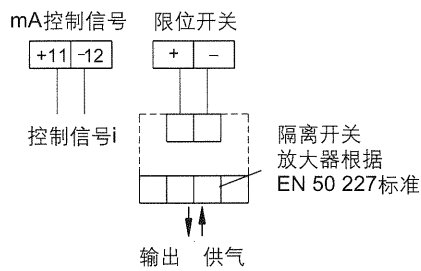 mA控制信号
限位开关
+11
-12
+
–
控制信号i
隔离开关
放大器根据
EN 50 227标准
输出
供气